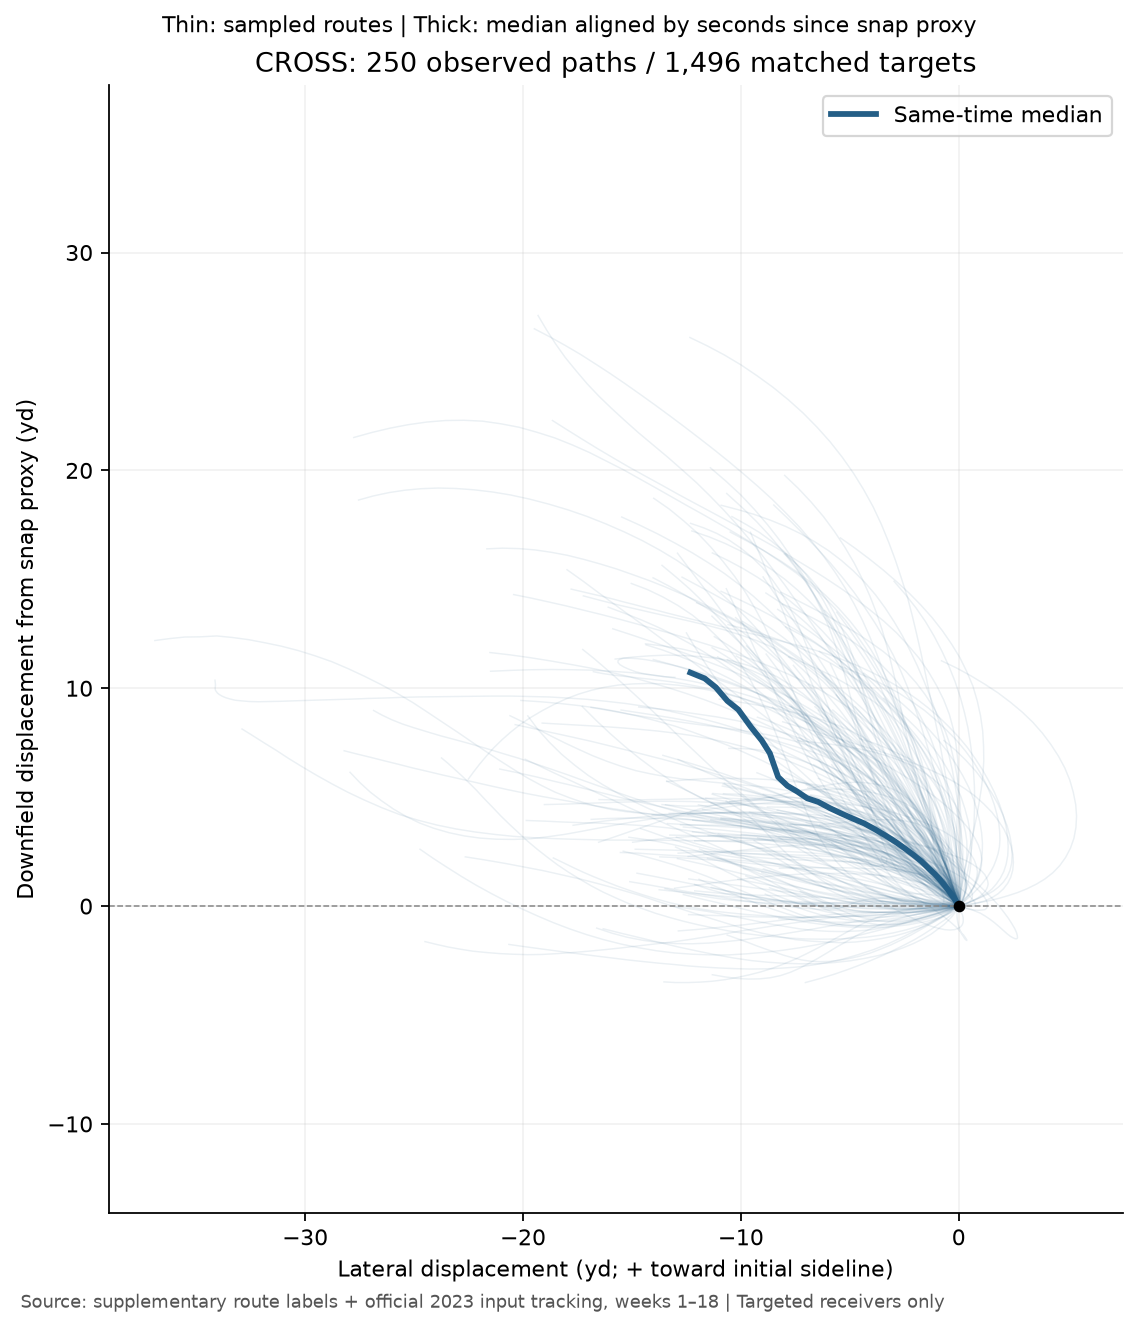 Thin: sampled routes | Thick: median aligned by seconds since snap proxy
CROSS: 250 observed paths / 1,496 matched targets
Same-time median
Downfield displacement from snap proxy (yd)
30
20
10
0
−10
−30
−20
−10
0
Lateral displacement (yd; + toward initial sideline)
Source: supplementary route labels + official 2023 input tracking, weeks 1–18 | Targeted receivers only